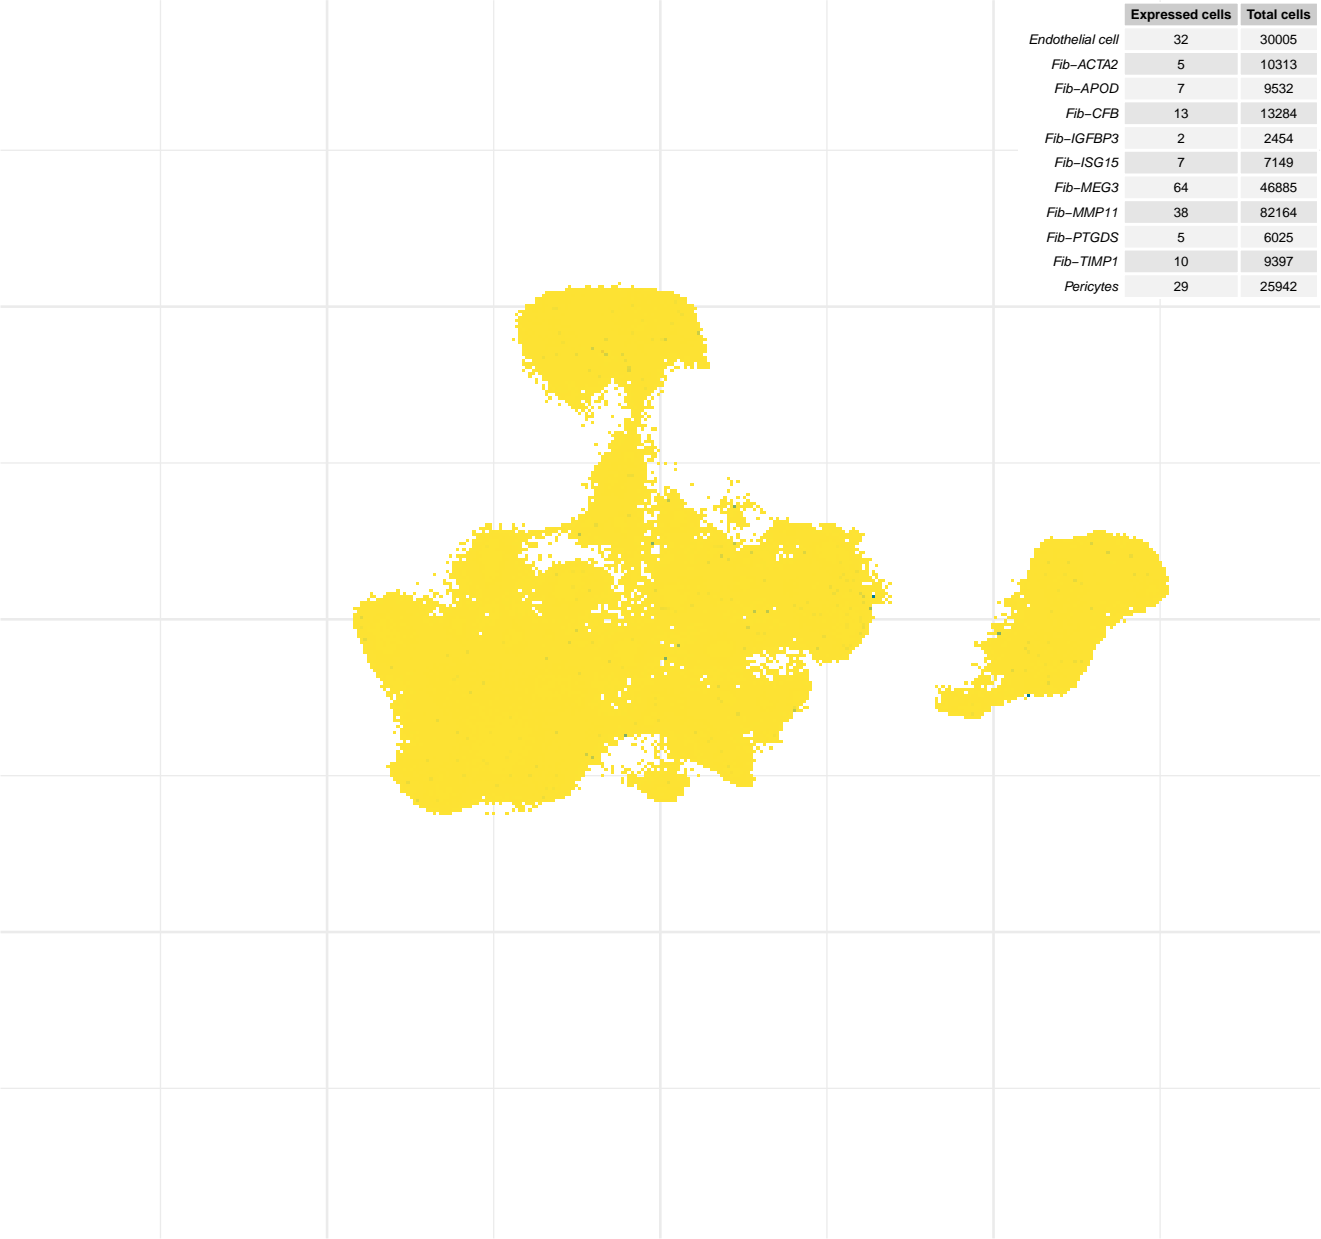 Expressed cells Total cells
Endothelial cell 32 30005
Fib−ACTA2 5 10313
Fib−APOD 7 9532
Fib−CFB 13 13284
Fib−IGFBP3 2 2454
Fib−ISG15 7 7149
Fib−MEG3 64 46885
Fib−MMP11 38 82164
Fib−PTGDS 5 6025
Fib−TIMP1 10 9397
Pericytes 29 25942